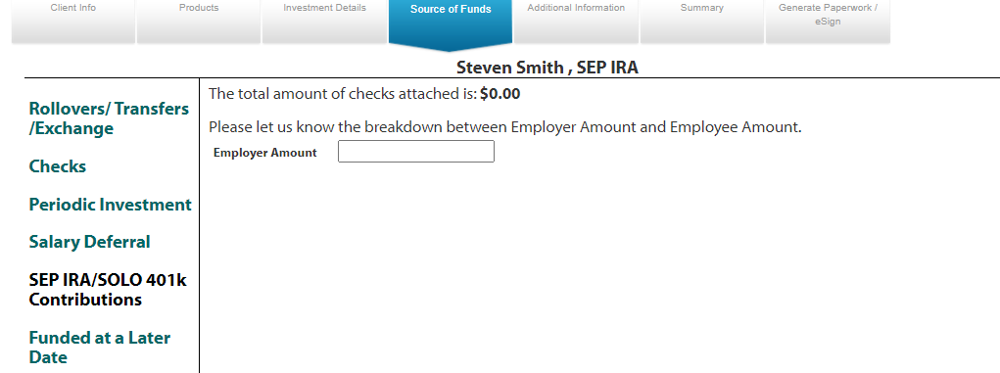 Client Info
Products
Investment Details
Source of Funds
Additional Information
Summary
Generate Paperwork /
eSign
Steven Smith , SEP IRA
Rollovers/ Transfers
/Exchange
Checks
Periodic Investment
Salary Deferral
SEP IRA/SOLO 401k
Contributions
Funded at a Later
Date
The total amount of checks attached is: $0.00
Please let us know the breakdown between Employer Amount and Employee Amount.
Employer Amount